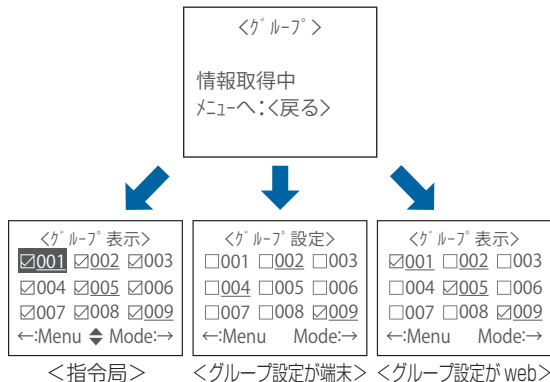 <ｸﾞﾙｰﾌﾟ>
情報取得中
ﾒﾆｭｰへ:<戻る>
<ｸﾞﾙｰﾌﾟ表示>
☑001 ☑002 ☑003
☑004 ☑005 ☑006
☑007 ☑008 ☑009
←:Menu ◆ Mode:→
＜指令局＞
<ｸﾞﾙｰﾌﾟ設定>
□001 □002 □003
□004 □005 □006
□007 □008 ☑009
←:Menu Mode:→
＜グループ設定が端末＞
<ｸﾞﾙｰﾌﾟ表示>
☑001 □002 □003
□004 ☑005 □006
□007 □008 ☑009
←:Menu Mode:→
＜グループ設定が web＞